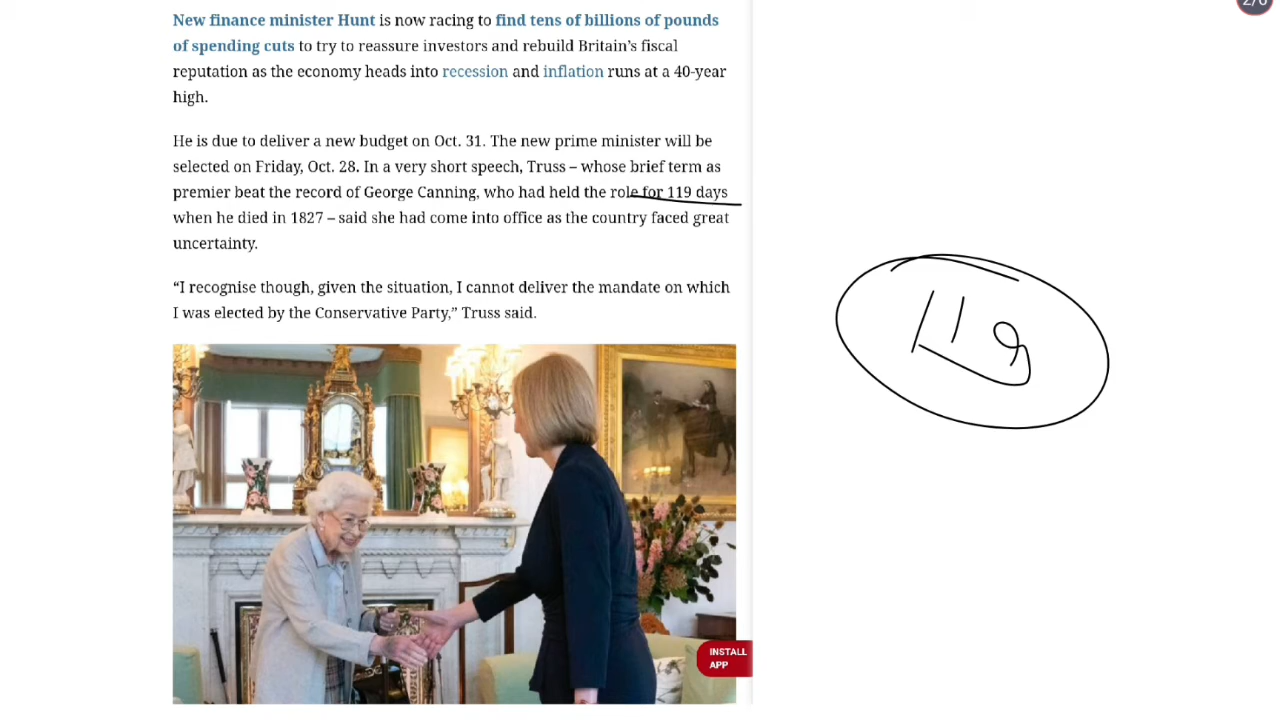 2/6
New finance minister Hunt is now racing to find tens of billions of pounds
of spending cuts to try to reassure investors and rebuild Britain’s fiscal
reputation as the economy heads into recession and inflation runs at a 40-year
high.
He is due to deliver a new budget on Oct. 31. The new prime minister will be
selected on Friday, Oct. 28. In a very short speech, Truss – whose brief term as
premier beat the record of George Canning, who had held the role for 119 days
when he died in 1827 – said she had come into office as the country faced great
uncertainty.
“I recognise though, given the situation, I cannot deliver the mandate on which
I was elected by the Conservative Party,” Truss said.
119
INSTALL
APP